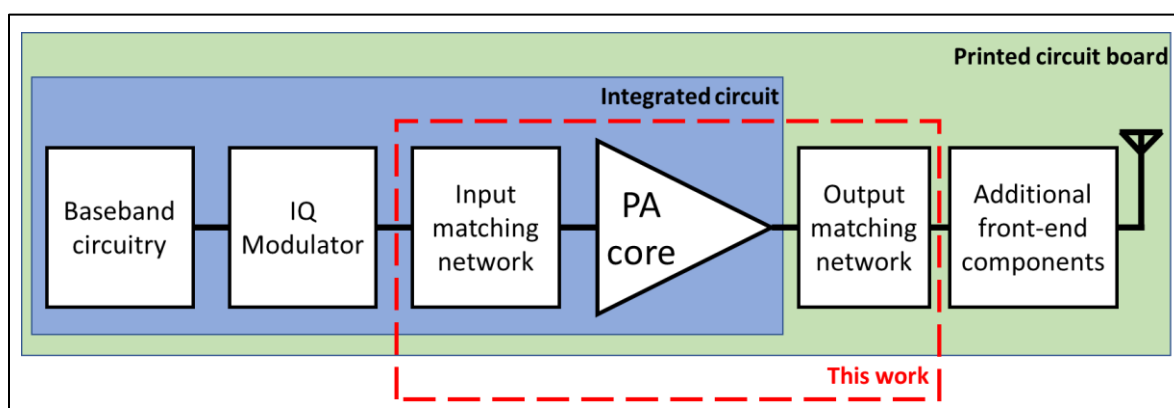 Printed circuit board
Integrated circuit
Baseband
circuitry
IQ
Modulator
Input
matching
network
PA
core
Output
matching
network
Additional
front-end
components
This work